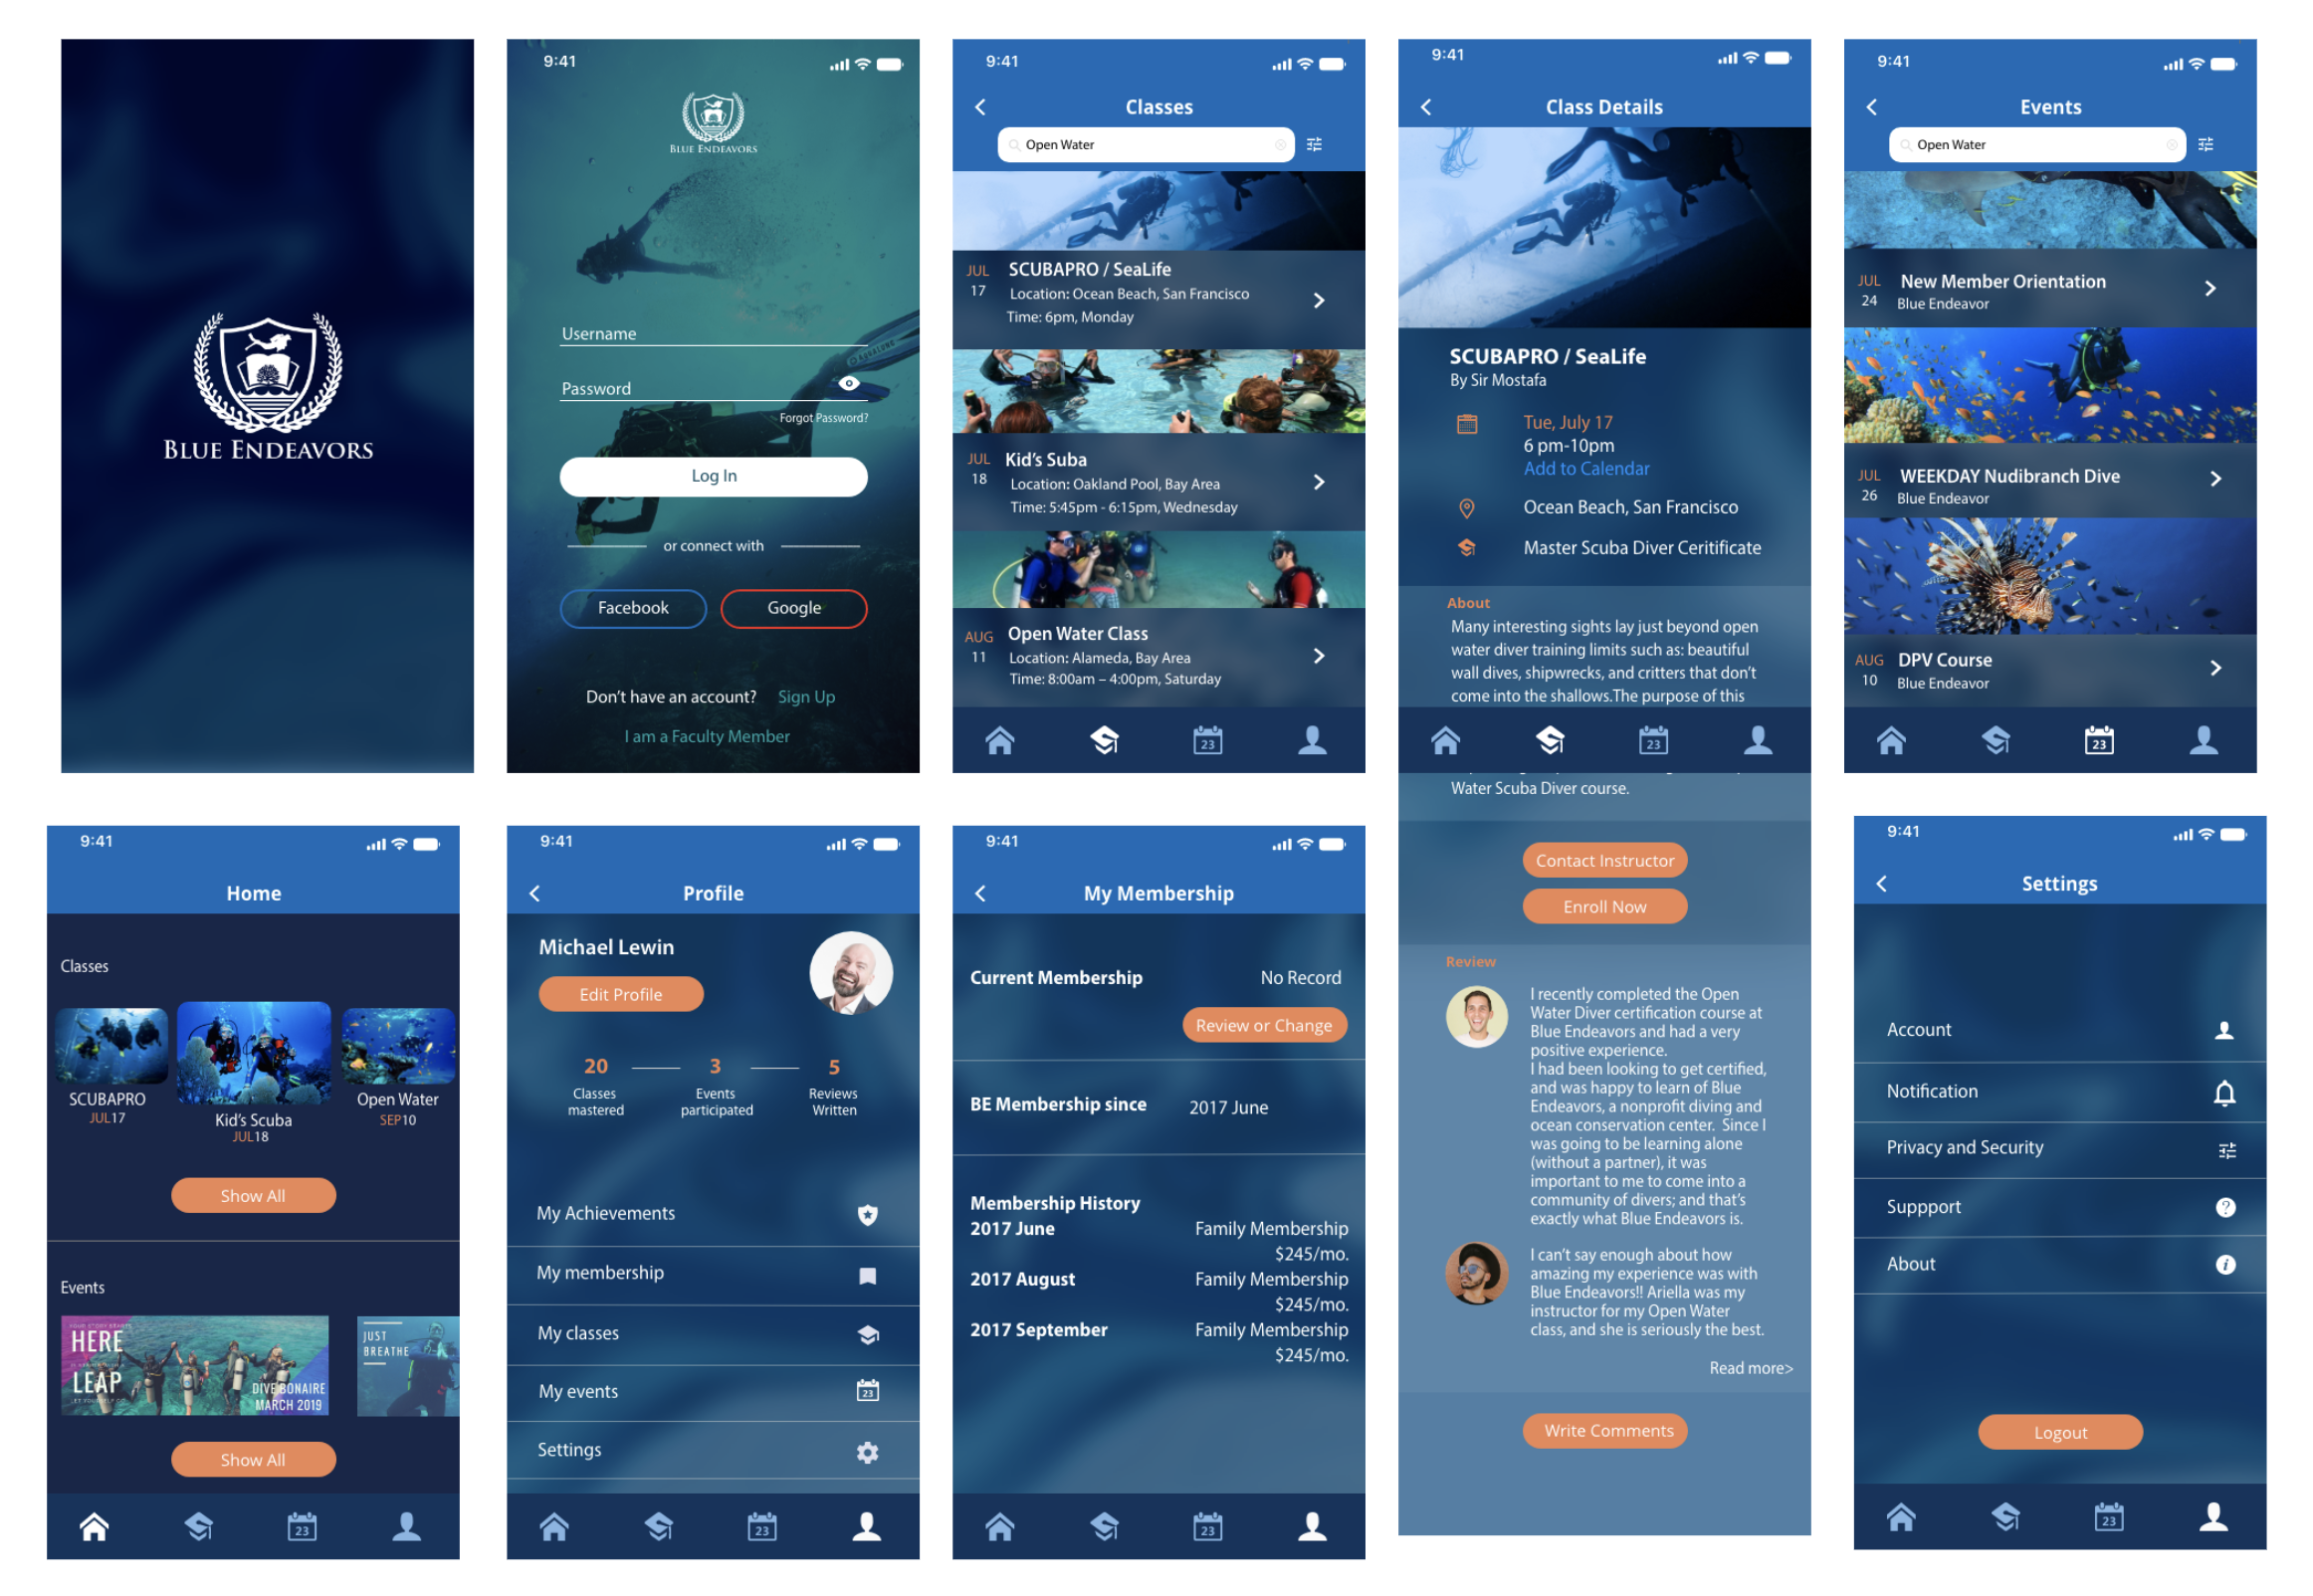 BLUE ENDEAVORS
9:41
BLUE ENDEAVORS
AQUALUNG
Username
Password
Forgot Password?
Log In
or connect with
Facebook
Google
Don't have an account? Sign Up
I am a Faculty Member
9:41
Classes
Open Water
JUL
17
SCUBAPRO / SeaLife
Location: Ocean Beach, San Francisco
Time: 6pm, Monday
JUL
18
Kid's Suba
Location: Oakland Pool, Bay Area
Time: 5:45pm - 6:15pm, Wednesday
AUG
11
Open Water Class
Location: Alameda, Bay Area
Time: 8:00am – 4:00pm, Saturday
23
9:41
Class Details
SCUBAPRO / SeaLife
By Sir Mostafa
Tue, July 17
6 pm-10pm
Add to Calendar
Ocean Beach, San Francisco
Master Scuba Diver Ceritificate
About
Many interesting sights lay just beyond open
water diver training limits such as: beautiful
wall dives, shipwrecks, and critters that don't
come into the shallows.The purpose of this
23
Water Scuba Diver course.
Contact Instructor
Enroll Now
Review
I recently completed the Open
Water Diver certification course at
Blue Endeavors and had a very
positive experience.
I had been looking to get certified,
and was happy to learn of Blue
Endeavors, a nonprofit diving and
ocean conservation center. Since I
was going to be learning alone
(without a partner), it was
important to me to come into a
community of divers; and that's
exactly what Blue Endeavors is.
I can't say enough about how
amazing my experience was with
Blue Endeavors!! Ariella was my
instructor for my Open Water
class, and she is seriously the best.
Read more>
Write Comments
9:41
Events
Open Water
JUL
24
New Member Orientation
Blue Endeavor
JUL
26
WEEKDAY Nudibranch Dive
Blue Endeavor
AUG
10
DPV Course
Blue Endeavor
23
9:41
Home
Classes
SCUBAPRO
JUL17
Kid's Scuba
JUL18
Open Water
SEP10
Show All
Events
HERE
LEAP
DIVE BONAIRE
MARCH 2019
JUST
BREATHE
Show All
23
9:41
Profile
Michael Lewin
Edit Profile
20
Classes
mastered
3
Events
participated
5
Reviews
Written
My Achievements
My membership
My classes
My events
23
Settings
23
9:41
My Membership
Current Membership No Record
Review or Change
BE Membership since 2017 June
Membership History
2017 June Family Membership
$245/mo.
2017 August Family Membership
$245/mo.
2017 September Family Membership
$245/mo.
23
9:41
Settings
Account
Notification
Privacy and Security
Suppport
About
Logout
23